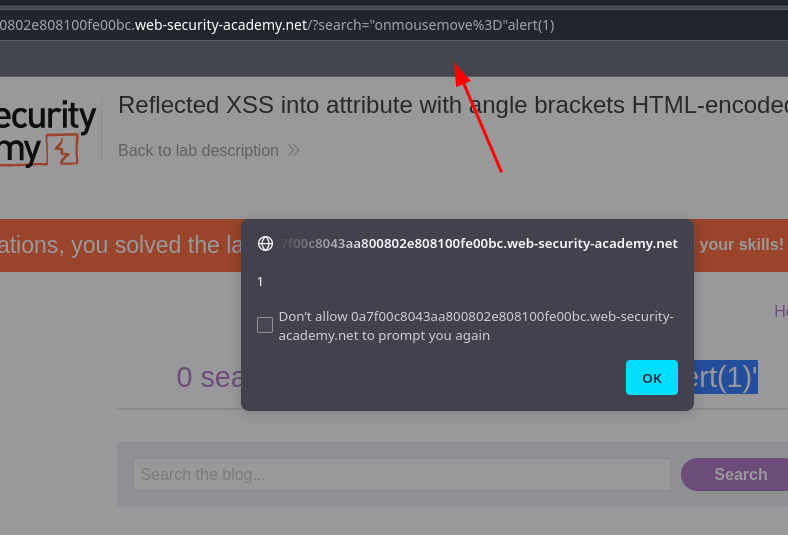 0802e808100fe00bc.web-security-academy.net/?search="onmousemove%3D"alert(1)
ecurity
my
Reflected XSS into attribute with angle brackets HTML-encoded
Back to lab description
ations, you solved the la
your skills!
7f00c8043aa800802e808100fe00bc.web-security-academy.net
1
Don't allow 0a7f00c8043aa800802e808100fe00bc.web-security-
academy.net to prompt you again
OK
H
0 sea
ert(1)'
Search the blog...
Search